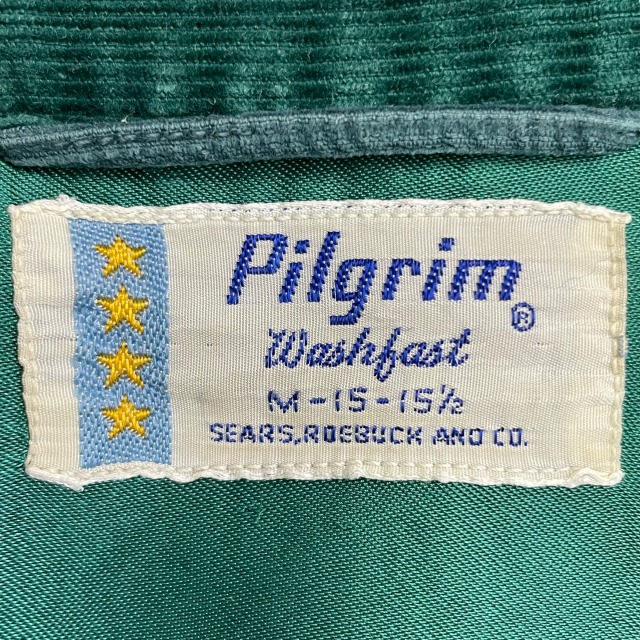 Pilgrim®
Washfast
M-15-15½
SEARS, ROEBUCK AND CO.